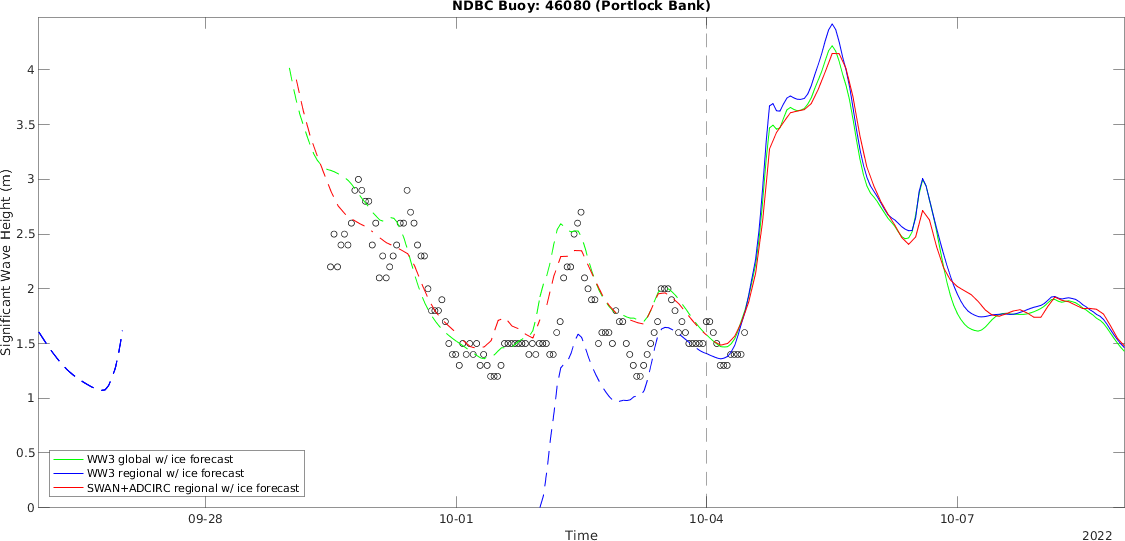 NDBC Buoy: 46080 (Portlock Bank)
Significant Wave Height (m)
4
3.5
3
2.5
2
1.5
1
0.5
0
WW3 global w/ ice forecast
WW3 regional w/ ice forecast
SWAN+ADCIRC regional w/ ice forecast
09-28
10-01
10-04
10-07
Time
2022